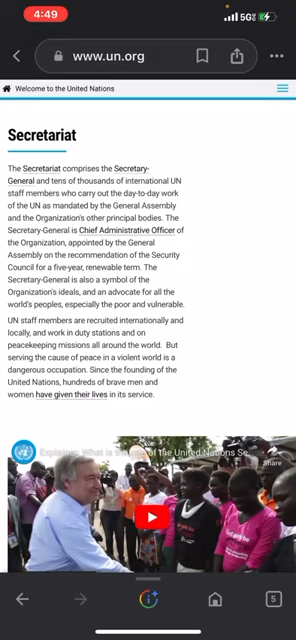 4:49
5G
www.un.org
Welcome to the United Nations
Secretariat
The Secretariat comprises the Secretary-
General and tens of thousands of international UN
staff members who carry out the day-to-day work
of the UN as mandated by the General Assembly
and the Organization's other principal bodies. The
Secretary-General is Chief Administrative Officer of
the Organization, appointed by the General
Assembly on the recommendation of the Security
Council for a five-year, renewable term. The
Secretary-General is also a symbol of the
Organization's ideals, and an advocate for all the
world's peoples, especially the poor and vulnerable.
UN staff members are recruited internationally and
locally, and work in duty stations and on
peacekeeping missions all around the world. But
serving the cause of peace in a violent world is a
dangerous occupation. Since the founding of the
United Nations, hundreds of brave men and
women have given their lives in its service.
Explainer: What is the role of the United Nations Se...
Share
5